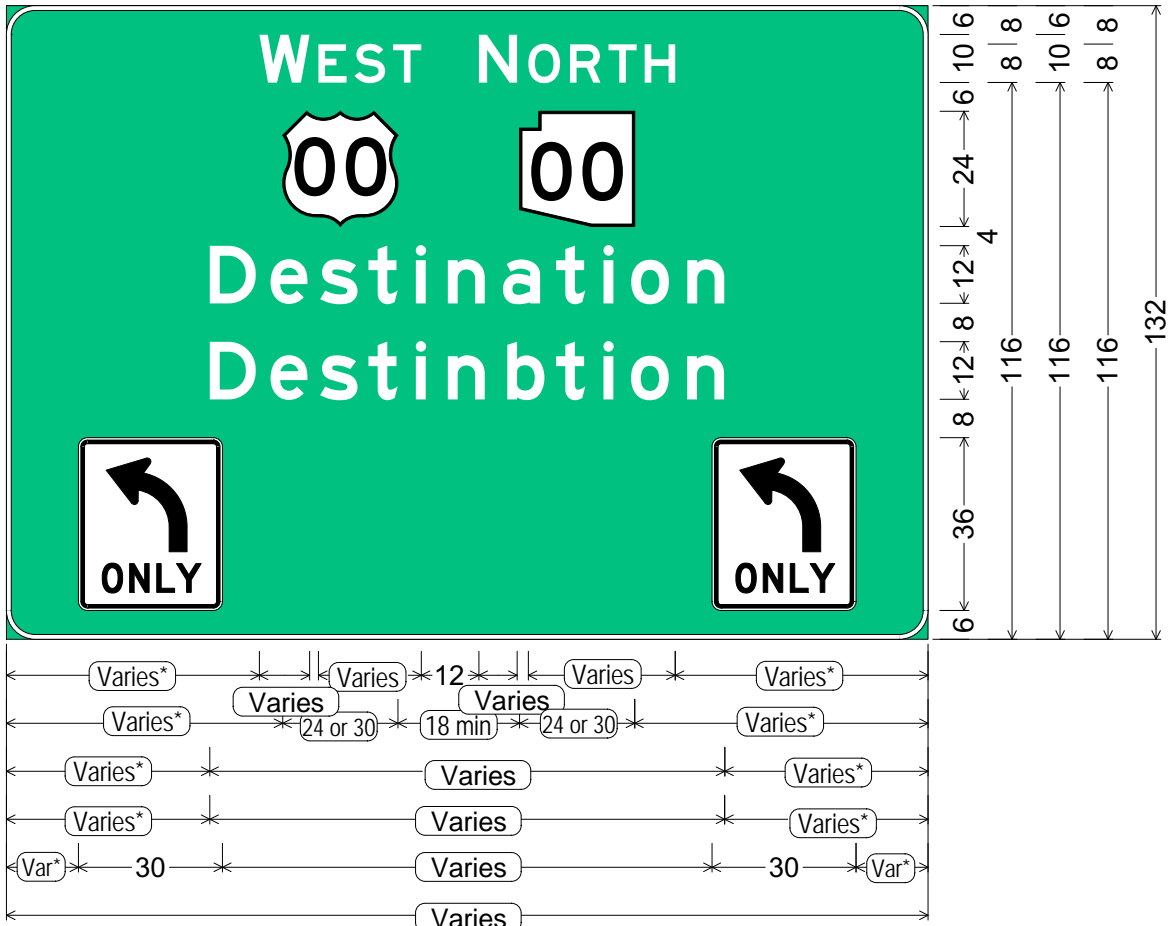 WEST NORTH
00 00
Destination
Destinbtion
ONLY ONLY
6 8 6 8
10 8 10 8
6
24
4
12
8
12
8
36
6
116 116 116
132
Varies* Varies 12 Varies Varies*
Varies Varies
Varies* 24 or 30 18 min 24 or 30 Varies*
Varies* Varies Varies*
Varies* Varies Varies*
Var* 30 Varies 30 Var*
Varies